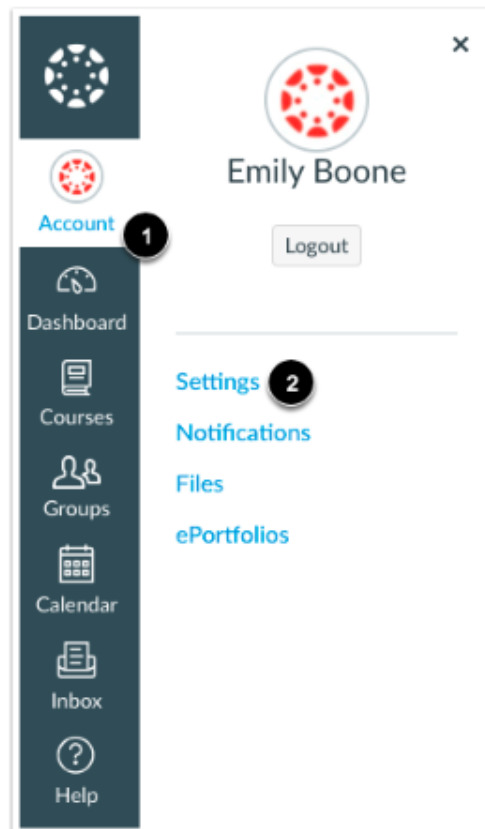 Account
1
Dashboard
Courses
Groups
Calendar
Inbox
Help
×
Emily Boone
Logout
Settings 2
Notifications
Files
ePortfolios